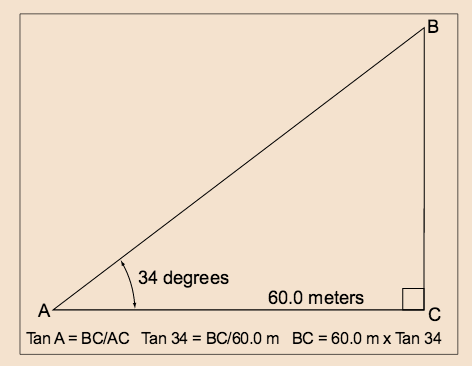 B
34 degrees
60.0 meters
A
C
Tan A = BC/AC Tan 34 = BC/60.0 m BC = 60.0 m x Tan 34